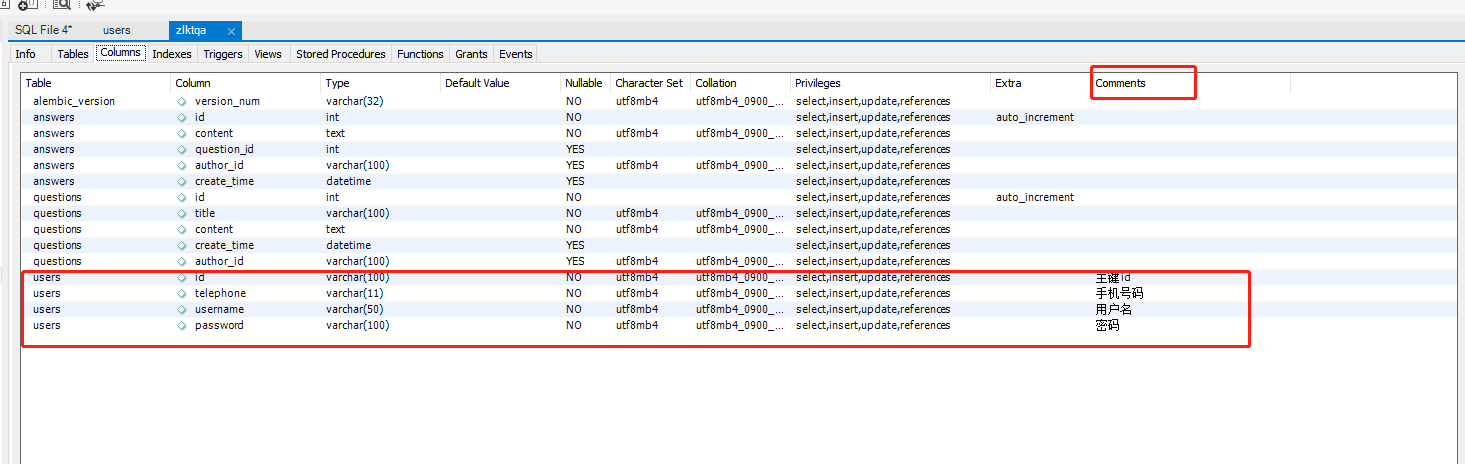 SQL File 4* users zlktqa ×
Info Tables Columns Indexes Triggers Views Stored Procedures Functions Grants Events
Table Column Type Default Value Nullable Character Set Collation Privileges Extra Comments
alembic_version version_num varchar(32) NO utf8mb4 utf8mb4_0900_... select,insert,update,references
answers id int NO select,insert,update,references auto_increment
answers content text NO utf8mb4 utf8mb4_0900_... select,insert,update,references
answers question_id int YES select,insert,update,references
answers author_id varchar(100) YES utf8mb4 utf8mb4_0900_... select,insert,update,references
answers create_time datetime YES select,insert,update,references
questions id int NO select,insert,update,references auto_increment
questions title varchar(100) NO utf8mb4 utf8mb4_0900_... select,insert,update,references
questions content text NO utf8mb4 utf8mb4_0900_... select,insert,update,references
questions create_time datetime YES select,insert,update,references
questions author_id varchar(100) YES utf8mb4 utf8mb4_0900_... select,insert,update,references
users id varchar(100) NO utf8mb4 utf8mb4_0900_... select,insert,update,references 主键id
users telephone varchar(11) NO utf8mb4 utf8mb4_0900_... select,insert,update,references 手机号码
users username varchar(50) NO utf8mb4 utf8mb4_0900_... select,insert,update,references 用户名
users password varchar(100) NO utf8mb4 utf8mb4_0900_... select,insert,update,references 密码